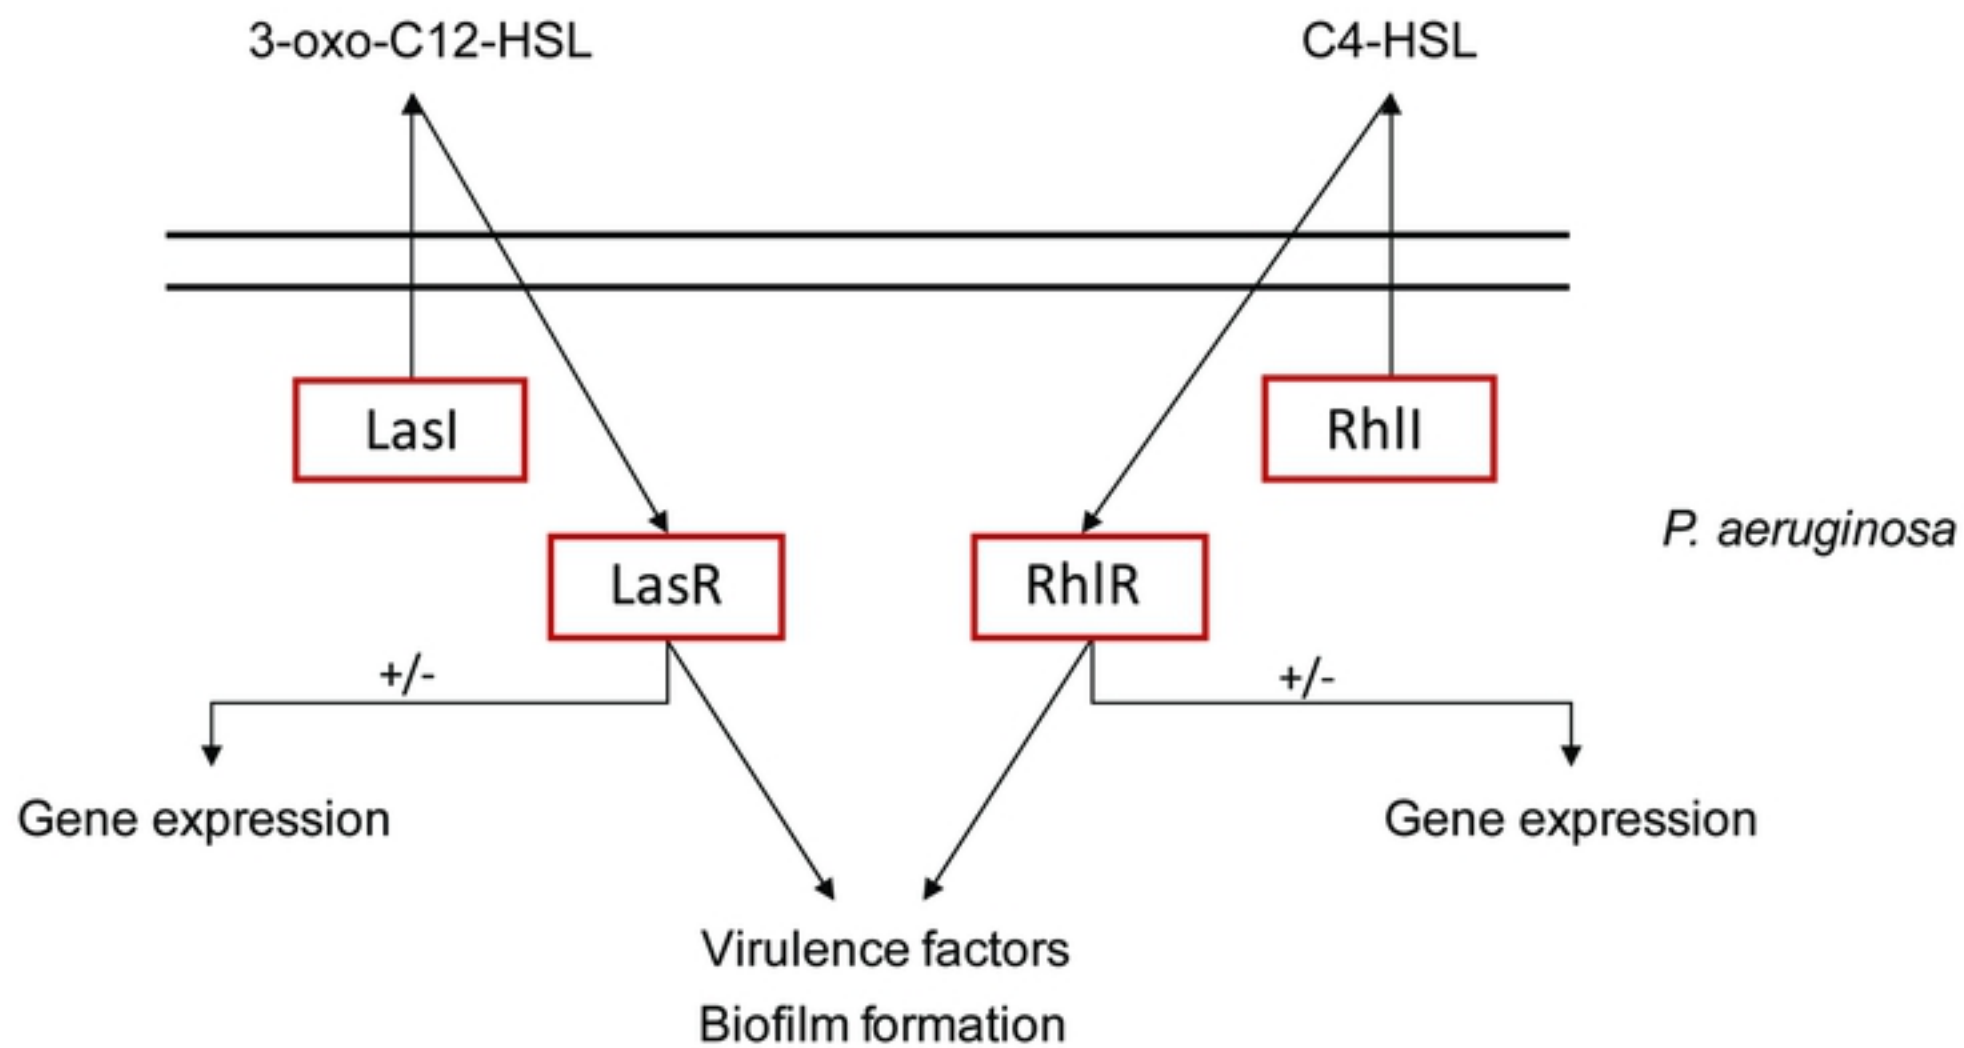 3-oxo-C12-HSL
C4-HSL
LasI
RhlI
P. aeruginosa
LasR
RhlR
+/-
+/-
Gene expression
Gene expression
Virulence factors
Biofilm formation